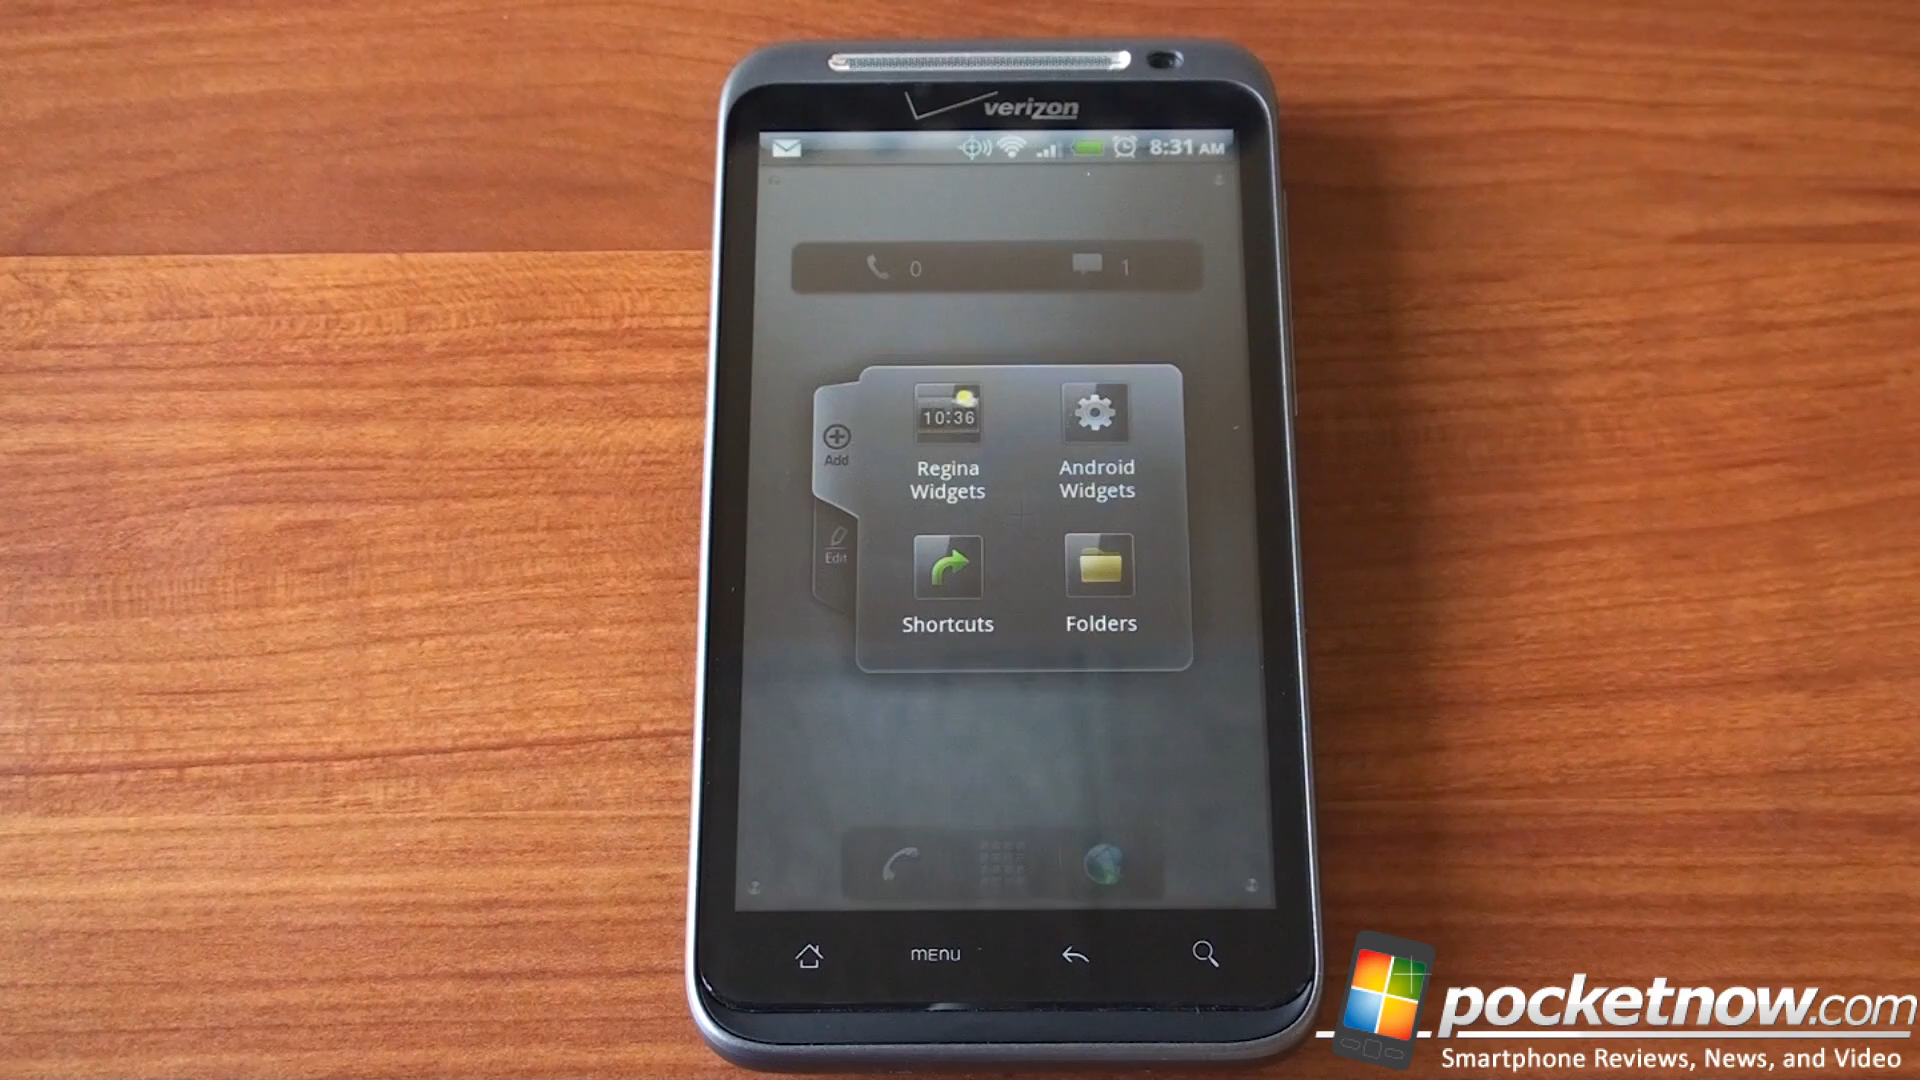 verizon
8:31 AM
0 1
10:36
Add
Regina Widgets
Android Widgets
Edit
Shortcuts
Folders
MENU
pocketnow.com
Smartphone Reviews, News, and Video